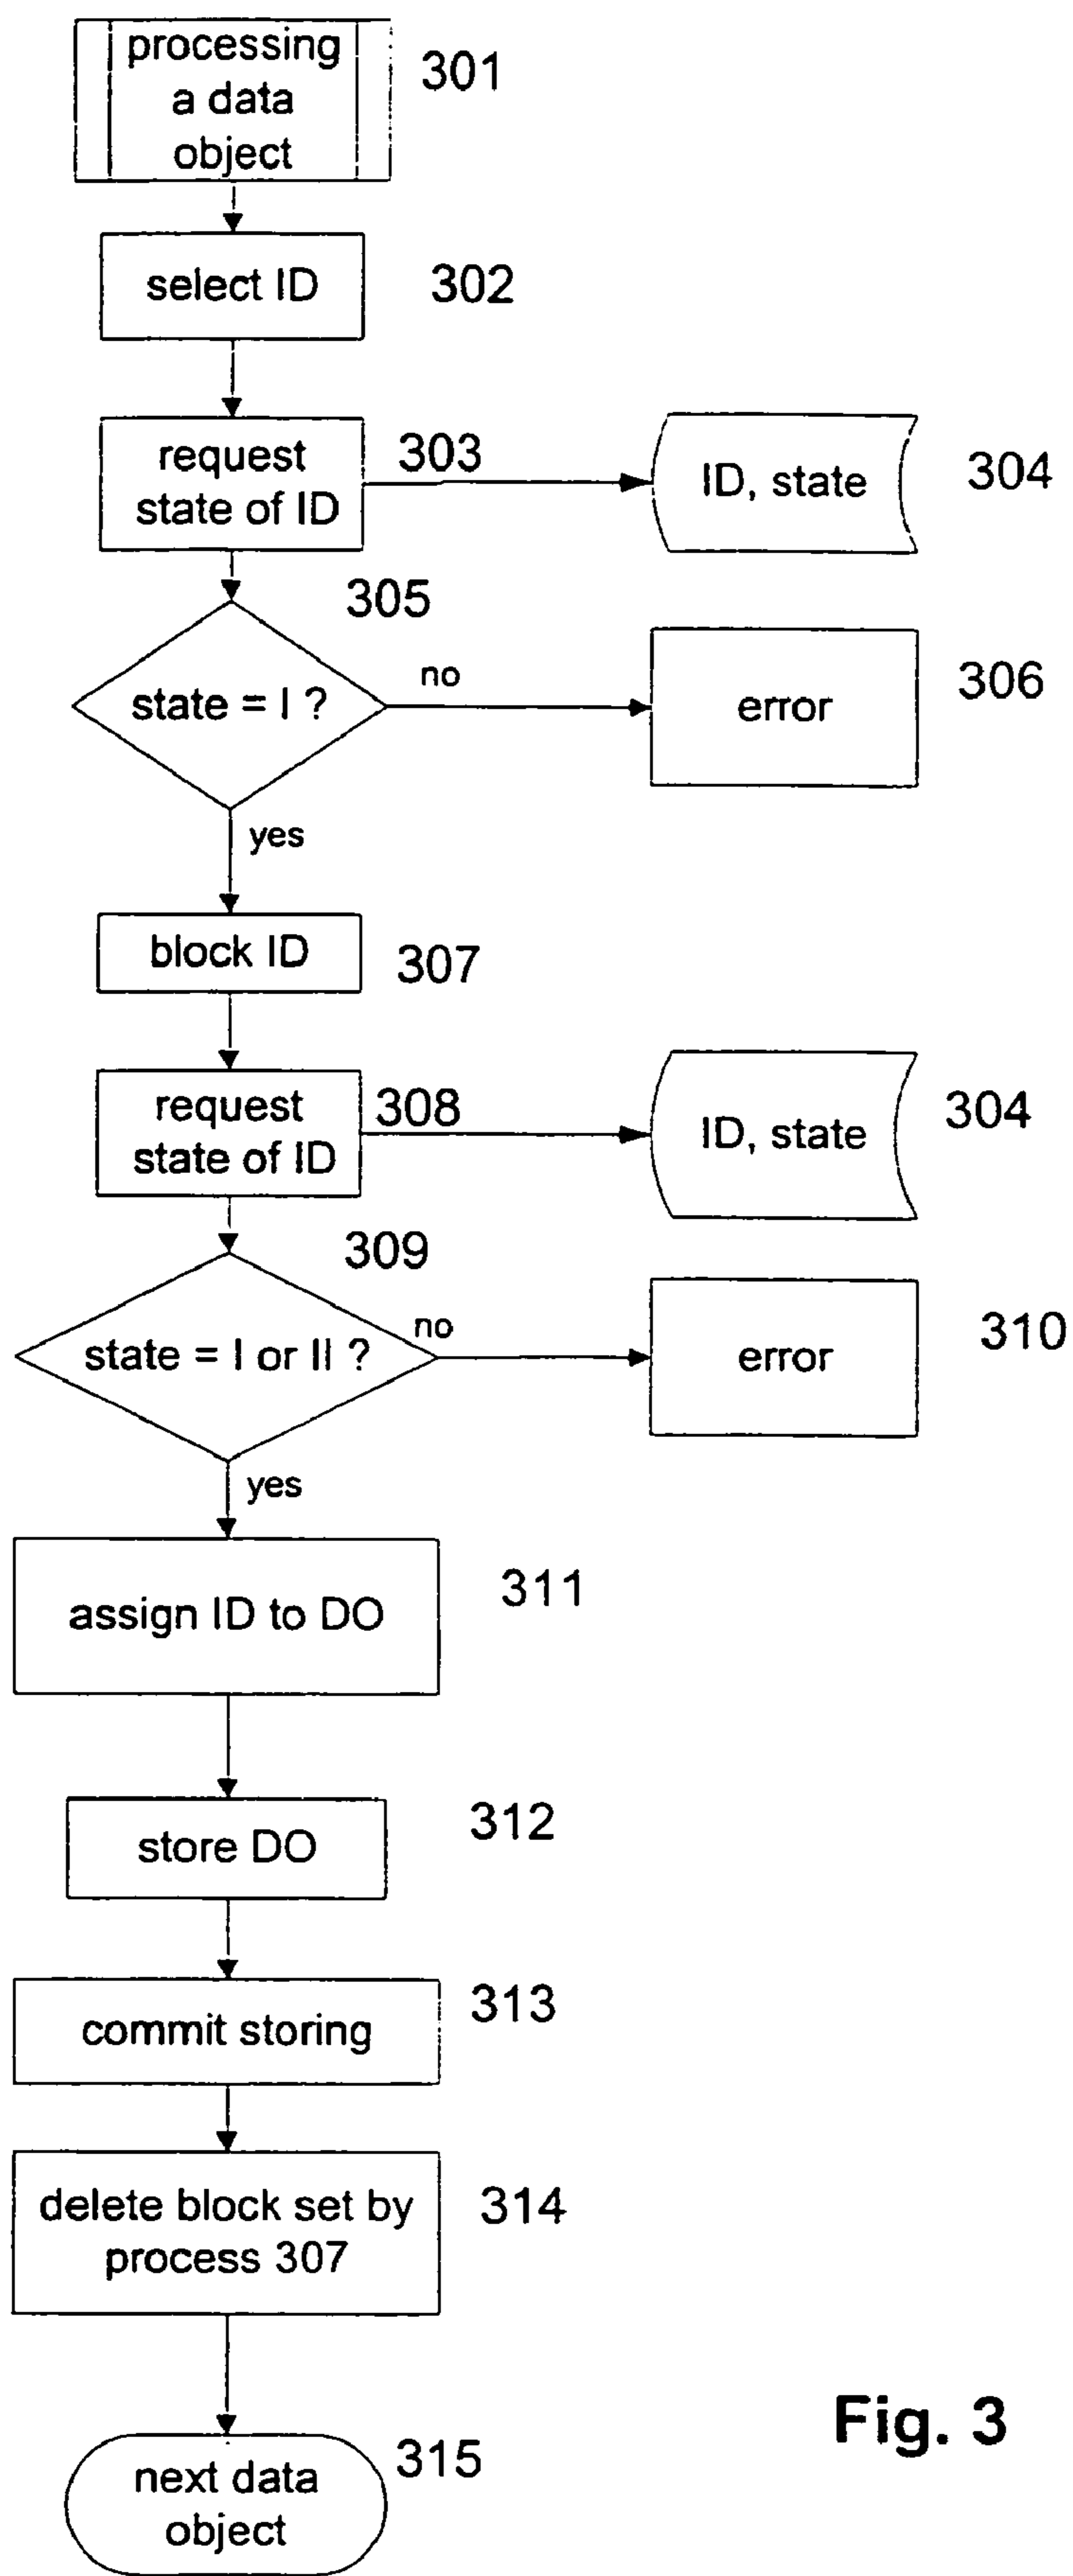 processing
a data
object
301
select ID
302
request
state of ID
303
ID, state
304
305
state = I ?
no
error
306
yes
block ID
307
request
state of ID
308
ID, state
304
309
state = I or II ?
no
error
310
yes
assign ID to DO
311
store DO
312
commit storing
313
delete block set by
process 307
314
next data
object
315
Fig. 3